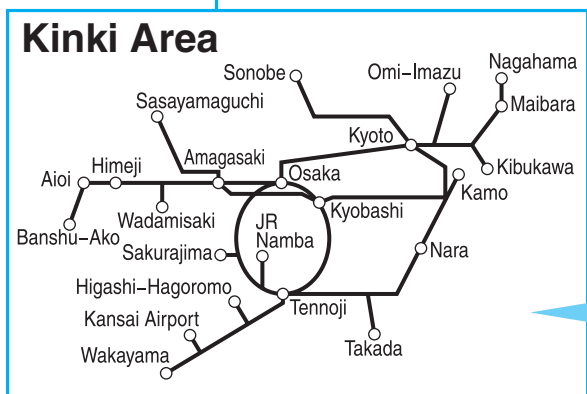 Kinki Area
Nagahama
Sonobe
Omi–Imazu
Sasayamaguchi
Maibara
Kyoto
Amagasaki
Osaka
Kibukawa
Aioi
Himeji
Kamo
Wadamisaki
Kyobashi
JR
Namba
Banshu–Ako
Sakurajima
Nara
Higashi–Hagoromo
Tennoji
Kansai Airport
Takada
Wakayama